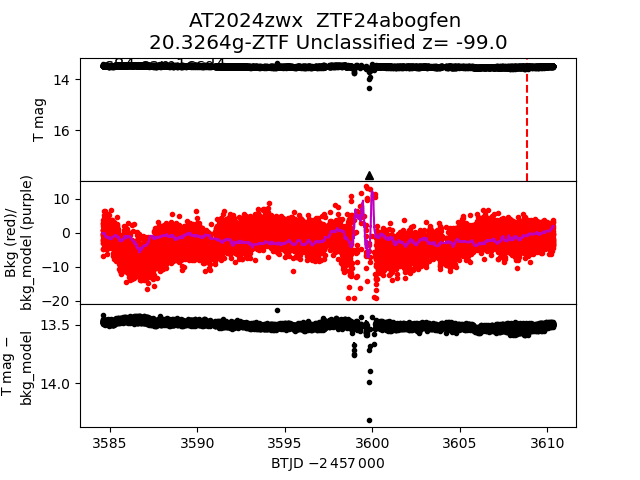 AT2024zwx ZTF24abogfen
20.3264g-ZTF Unclassified z= -99.0
T mag
14
16
Bkg (red)/
bkg_model (purple)
10
0
−10
−20
T mag −
bkg_model
13.5
14.0
3585 3590 3595 3600 3605 3610
BTJD −2 457 000